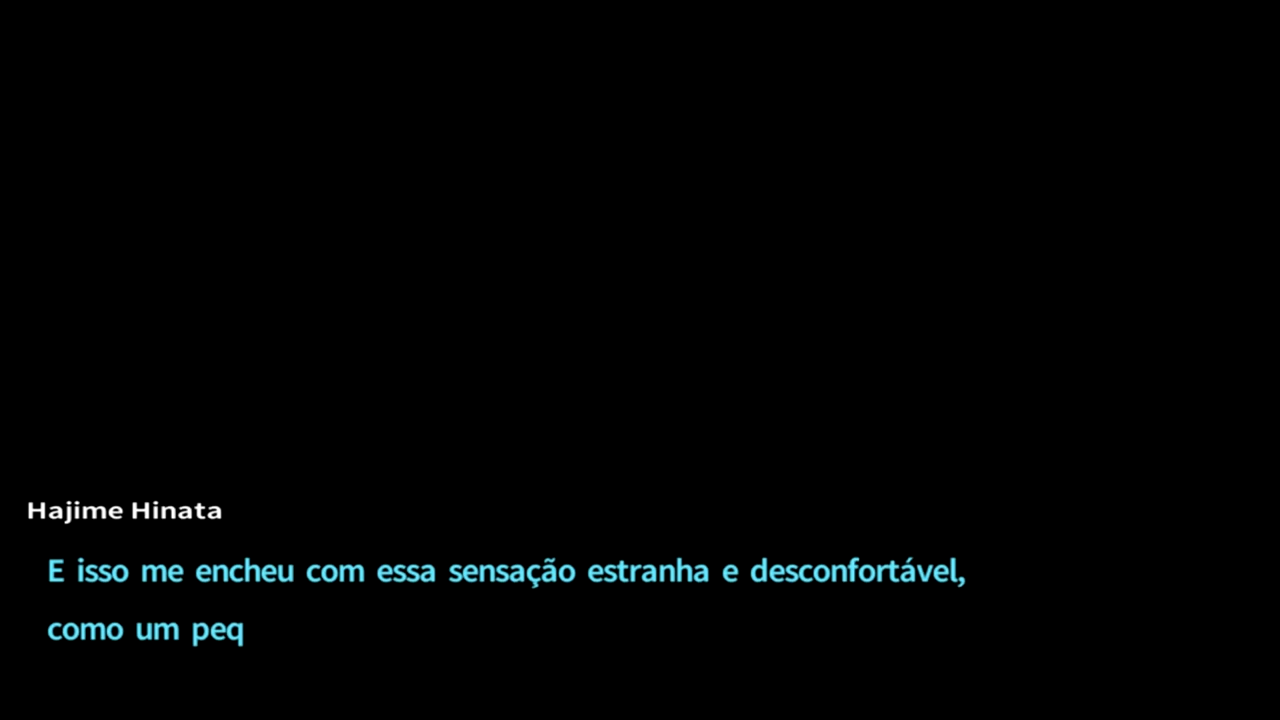 Hajime Hinata
E isso me encheu com essa sensação estranha e desconfortável,
como um peq